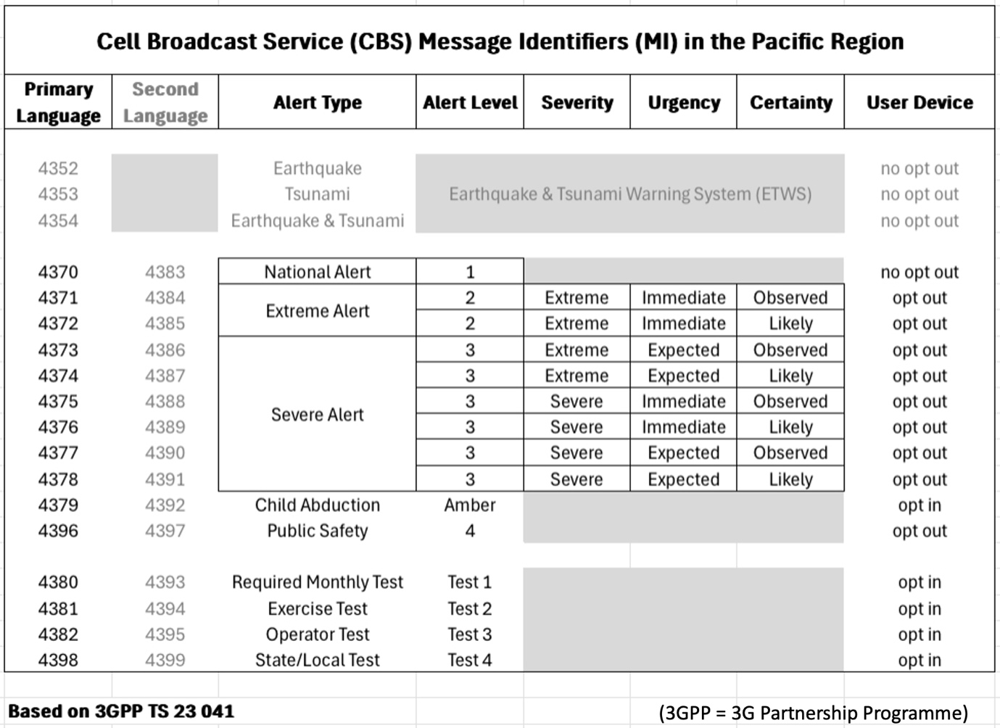 Cell Broadcast Service (CBS) Message Identifiers (MI) in the Pacific Region
Primary Language Second Language Alert Type Alert Level Severity Urgency Certainty User Device
4352 Earthquake no opt out
4353 Tsunami Earthquake & Tsunami Warning System (ETWS) no opt out
4354 Earthquake & Tsunami no opt out
4370 4383 National Alert 1 no opt out
4371 4384 Extreme Alert 2 Extreme Immediate Observed opt out
4372 4385 2 Extreme Immediate Likely opt out
4373 4386 3 Extreme Expected Observed opt out
4374 4387 3 Extreme Expected Likely opt out
4375 4388 3 Severe Immediate Observed opt out
Severe Alert
4376 4389 3 Severe Immediate Likely opt out
4377 4390 3 Severe Expected Observed opt out
4378 4391 3 Severe Expected Likely opt out
4379 4392 Child Abduction Amber opt in
4396 4397 Public Safety 4 opt out
4380 4393 Required Monthly Test Test 1 opt in
4381 4394 Exercise Test Test 2 opt in
4382 4395 Operator Test Test 3 opt in
4398 4399 State/Local Test Test 4 opt in
Based on 3GPP TS 23 041 (3GPP = 3G Partnership Programme)